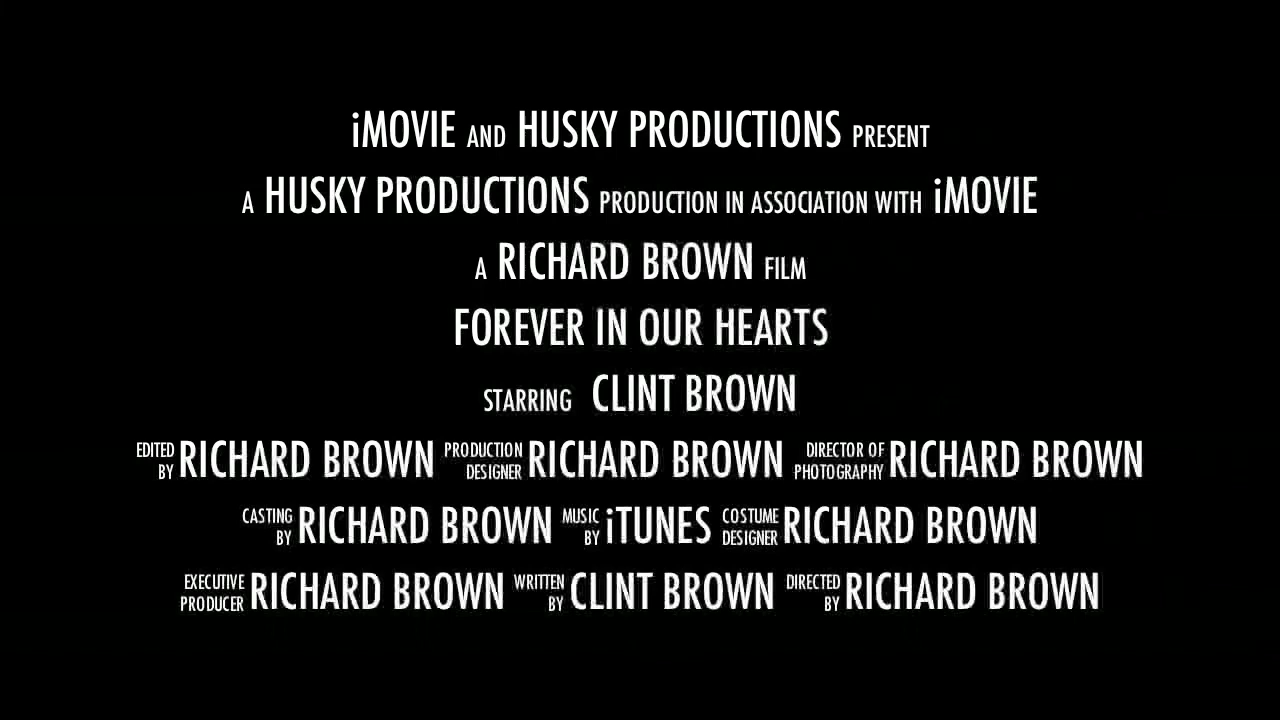 iMOVIE AND HUSKY PRODUCTIONS PRESENT
A HUSKY PRODUCTIONS PRODUCTION IN ASSOCIATION WITH iMOVIE
A RICHARD BROWN FILM
FOREVER IN OUR HEARTS
STARRING CLINT BROWN
EDITED BY RICHARD BROWN PRODUCTION DESIGNER RICHARD BROWN DIRECTOR OF PHOTOGRAPHY RICHARD BROWN
CASTING BY RICHARD BROWN MUSIC BY iTUNES COSTUME DESIGNER RICHARD BROWN
EXECUTIVE PRODUCER RICHARD BROWN WRITTEN BY CLINT BROWN DIRECTED BY RICHARD BROWN